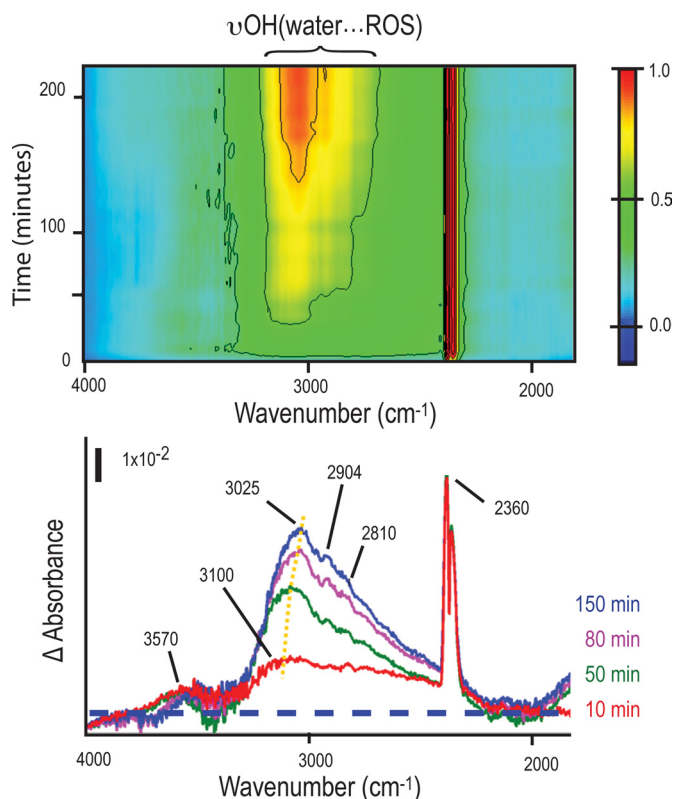 υOH(water···ROS)
Time (minutes)
200
100
0
4000
3000
2000
Wavenumber (cm-1)
1.0
0.5
0.0
1x10-2
Δ Absorbance
3025
2904
2810
2360
3100
3570
150 min
80 min
50 min
10 min
4000
3000
2000
Wavenumber (cm-1)